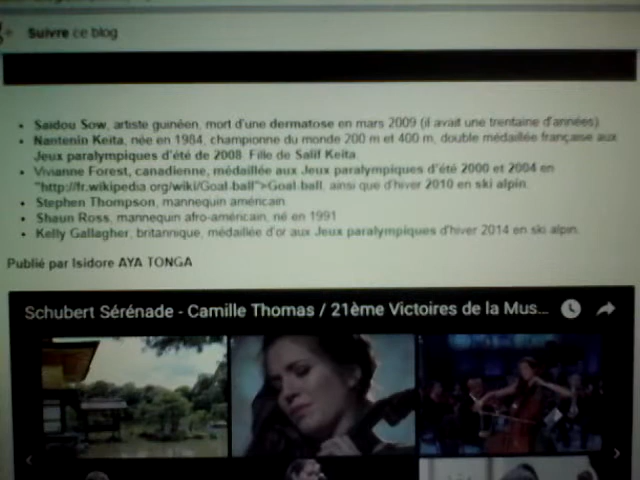 Suivre ce blog
Saidou Sow, artiste guinéen, mort d'une dermatose en mars 2009 (il avait une trentaine d'années).
Nantenin Keita, née en 1984, championne du monde 200 m et 400 m, double médaillée française aux
Jeux paralympiques d'été de 2008. Fille de Salif Keita.
Vivianne Forest, canadienne, médaillée aux Jeux paralympiques d'été 2000 et 2004 en
"http://fr.wikipedia.org/wiki/Goal-ball">Goal-ball, ainsi que d'hiver 2010 en ski alpin.
Stephen Thompson, mannequin américain
Shaun Ross, mannequin afro-américain, né en 1991
Kelly Gallagher, britannique, médaillée d'or aux Jeux paralympiques d'hiver 2014 en ski alpin.
Publié par Isidore AYA TONGA
Schubert Sérénade - Camille Thomas / 21ème Victoires de la Mus...